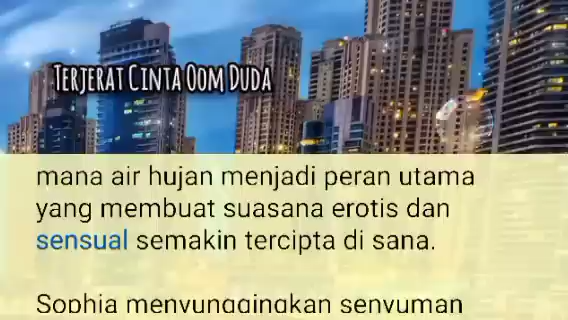 TERJERAT CINTA OOM DUDA
mana air hujan menjadi peran utama
yang membuat suasana erotis dan
sensual semakin tercipta di sana.
Sophia menyunggingkan senyuman